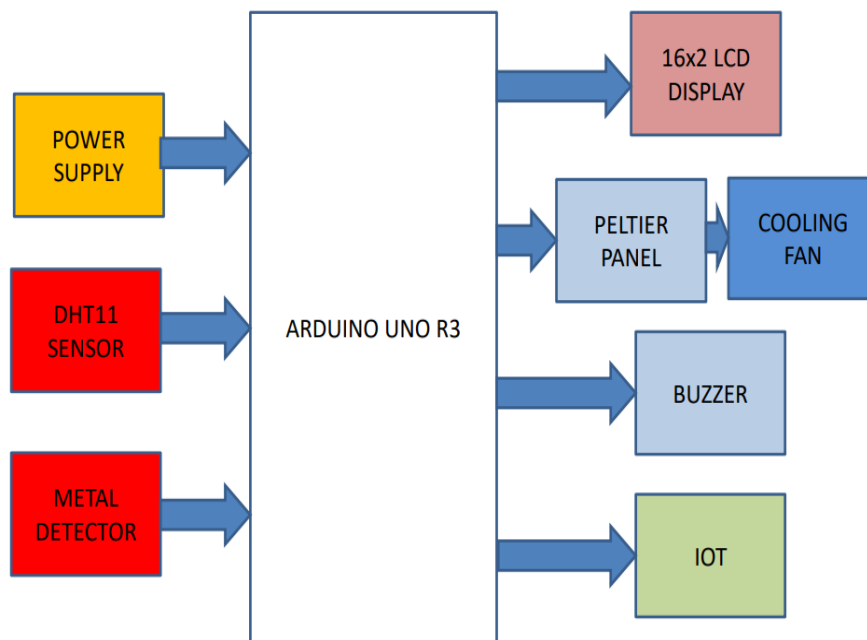 POWER
SUPPLY
DHT11
SENSOR
METAL
DETECTOR
ARDUINO UNO R3
16x2 LCD
DISPLAY
PELTIER
PANEL
COOLING
FAN
BUZZER
IOT